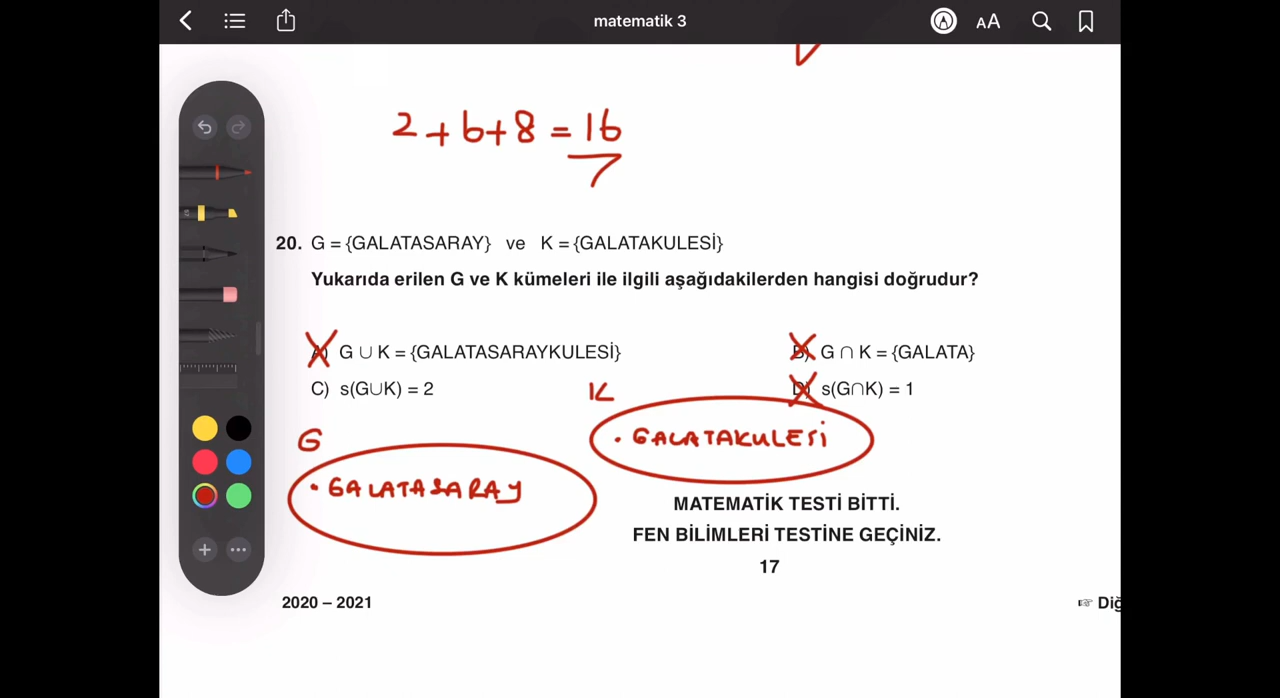 matematik 3
AA
2+6+8=16
20. G = {GALATASARAY} ve K = {GALATAKULESİ}
Yukarıda erilen G ve K kümeleri ile ilgili aşağıdakilerden hangisi doğrudur?
A) G ∪ K = {GALATASARAYKULESİ}
B) G ∩ K = {GALATA}
C) s(G∪K) = 2
D) s(G∩K) = 1
K
• GALATAKULESİ
G
• GALATASARAY
MATEMATİK TESTİ BİTTİ.
FEN BİLİMLERİ TESTİNE GEÇİNİZ.
17
2020 – 2021
☞ Diğ